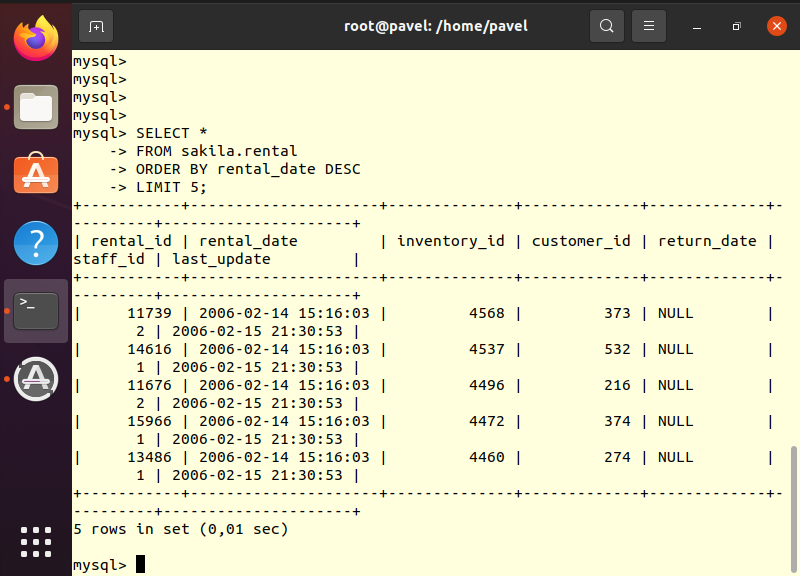 root@pavel: /home/pavel
mysql>
mysql>
mysql>
mysql>
mysql> SELECT *
    -> FROM sakila.rental
    -> ORDER BY rental_date DESC
    -> LIMIT 5;
+-----------+---------------------+--------------+-------------+-------------+-
---------+---------------------+
| rental_id | rental_date         | inventory_id | customer_id | return_date |
staff_id | last_update         |
+-----------+---------------------+--------------+-------------+-------------+-
---------+---------------------+
|     11739 | 2006-02-14 15:16:03 |         4568 |         373 | NULL        |
       2 | 2006-02-15 21:30:53 |
|     14616 | 2006-02-14 15:16:03 |         4537 |         532 | NULL        |
       1 | 2006-02-15 21:30:53 |
|     11676 | 2006-02-14 15:16:03 |         4496 |         216 | NULL        |
       2 | 2006-02-15 21:30:53 |
|     15966 | 2006-02-14 15:16:03 |         4472 |         374 | NULL        |
       1 | 2006-02-15 21:30:53 |
|     13486 | 2006-02-14 15:16:03 |         4460 |         274 | NULL        |
       1 | 2006-02-15 21:30:53 |
+-----------+---------------------+--------------+-------------+-------------+-
---------+---------------------+
5 rows in set (0,01 sec)
mysql>